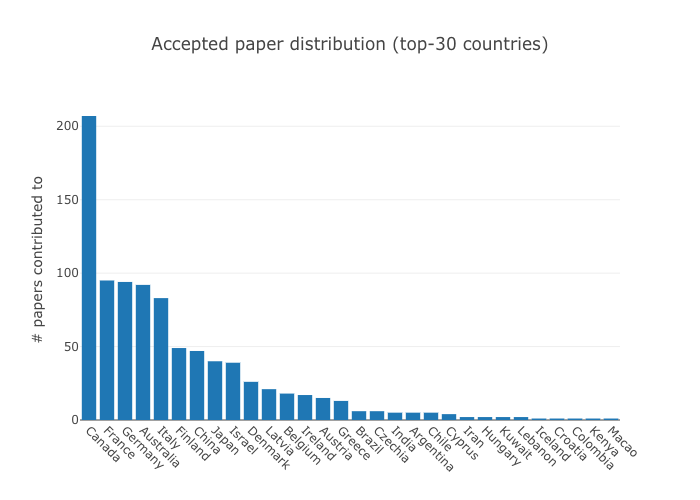 Accepted paper distribution (top-30 countries)
# papers contributed to
200
150
100
50
0
Canada
France
Germany
Australia
Italy
Finland
China
Japan
Israel
Denmark
Latvia
Belgium
Ireland
Austria
Greece
Brazil
Czechia
India
Argentina
Chile
Cyprus
Iran
Hungary
Kuwait
Lebanon
Iceland
Croatia
Colombia
Kenya
Macao